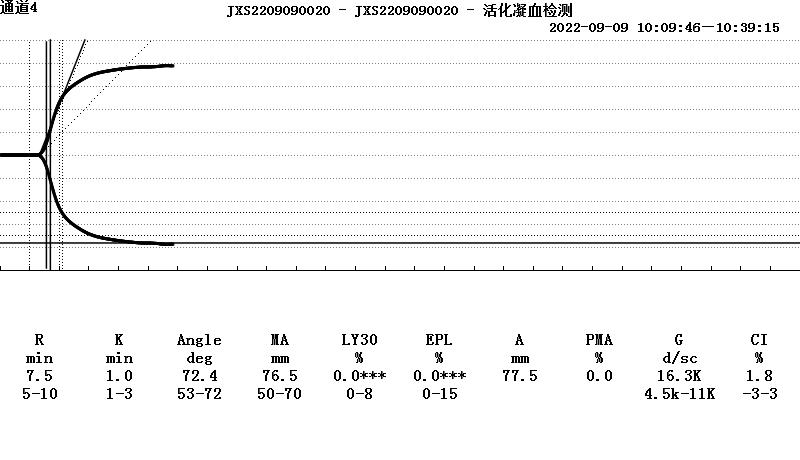 通道4
JXS2209090020 - JXS2209090020 - 活化凝血检测
2022-09-09 10:09:46—10:39:15
R K Angle MA LY30 EPL A PMA G CI
min min deg mm % % mm % d/sc %
7.5 1.0 72.4 76.5 0.0*** 0.0*** 77.5 0.0 16.3K 1.8
5-10 1-3 53-72 50-70 0-8 0-15 4.5k-11K -3-3